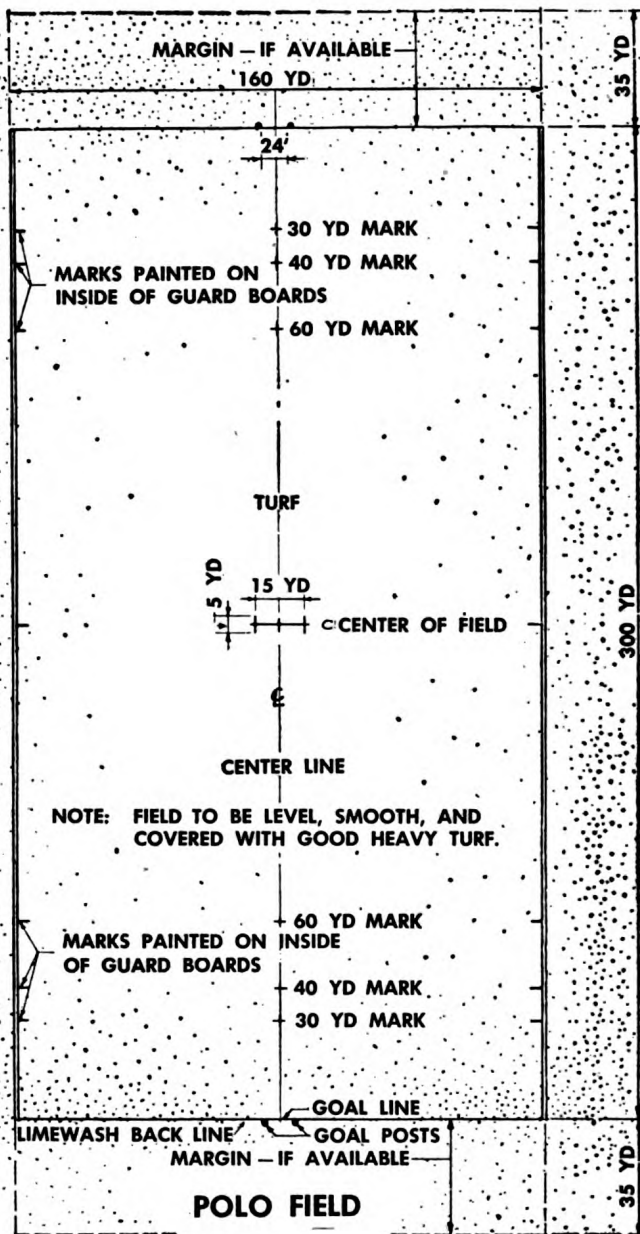 MARGIN – IF AVAILABLE
160 YD
35 YD
24'
30 YD MARK
40 YD MARK
MARKS PAINTED ON
INSIDE OF GUARD BOARDS
60 YD MARK
TURF
15 YD
5 YD
CENTER OF FIELD
300 YD
℄
CENTER LINE
NOTE: FIELD TO BE LEVEL, SMOOTH, AND
COVERED WITH GOOD HEAVY TURF.
60 YD MARK
MARKS PAINTED ON INSIDE
OF GUARD BOARDS
40 YD MARK
30 YD MARK
GOAL LINE
LIMEWASH BACK LINE
GOAL POSTS
MARGIN – IF AVAILABLE
35 YD
POLO FIELD